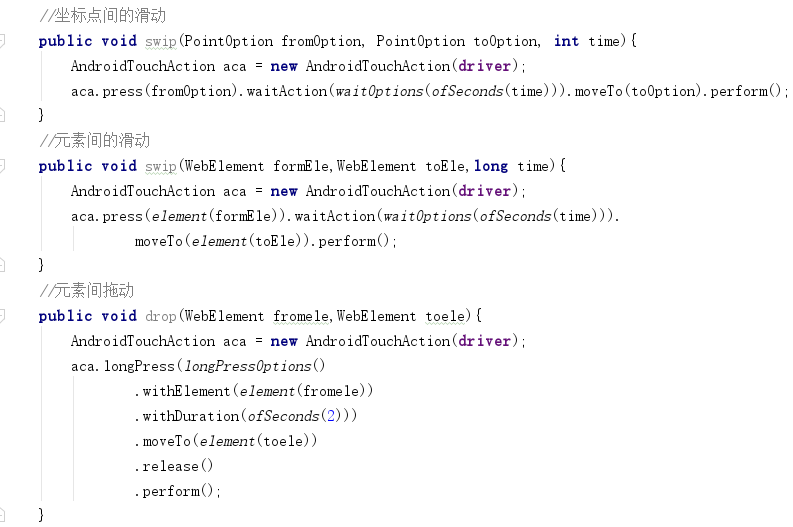 //坐标点间的滑动
public void swip(PointOption fromOption, PointOption toOption, int time){
AndroidTouchAction aca = new AndroidTouchAction(driver);
aca.press(fromOption).waitAction(waitOptions(ofSeconds(time))).moveTo(toOption).perform();
}
//元素间的滑动
public void swip(WebElement formEle,WebElement toEle,long time){
AndroidTouchAction aca = new AndroidTouchAction(driver);
aca.press(element(formEle)).waitAction(waitOptions(ofSeconds(time))).
moveTo(element(toEle)).perform();
}
//元素间拖动
public void drop(WebElement fromele,WebElement toele){
AndroidTouchAction aca = new AndroidTouchAction(driver);
aca.longPress(longPressOptions()
.withElement(element(fromele))
.withDuration(ofSeconds(2)))
.moveTo(element(toele))
.release()
.perform();
}